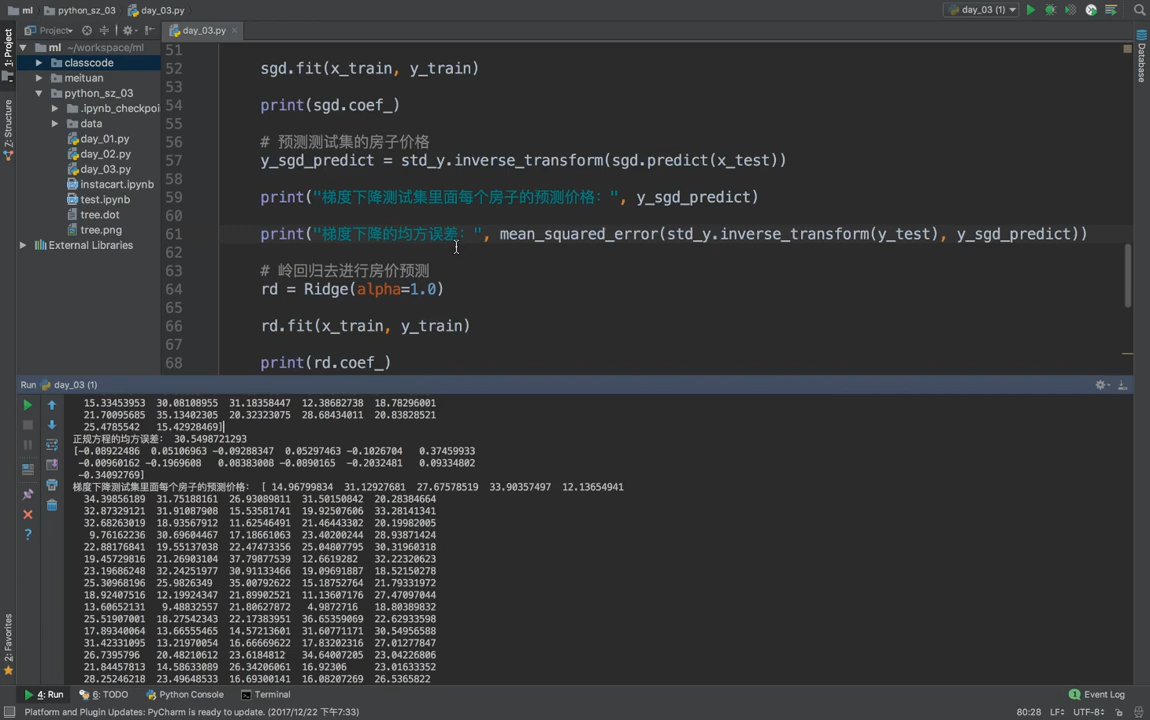 ml
python_sz_03
day_03.py
day_03 (1)
Project
day_03.py
1: Project
Z: Structure
2: Favorites
Database
ml ~/workspace/ml
classcode
meituan
python_sz_03
.ipynb_checkpoi
data
day_01.py
day_02.py
day_03.py
instacart.ipynb
test.ipynb
tree.dot
tree.png
External Libraries
51
52 sgd.fit(x_train, y_train)
53
54 print(sgd.coef_)
55
56 # 预测测试集的房子价格
57 y_sgd_predict = std_y.inverse_transform(sgd.predict(x_test))
58
59 print("梯度下降测试集里面每个房子的预测价格：", y_sgd_predict)
60
61 print("梯度下降的均方误差：", mean_squared_error(std_y.inverse_transform(y_test), y_sgd_predict))
62
63 # 岭回归去进行房价预测
64 rd = Ridge(alpha=1.0)
65
66 rd.fit(x_train, y_train)
67
68 print(rd.coef_)
Run day_03 (1)
15.33453953 30.08108955 31.18358447 12.38682738 18.78296001
21.70095685 35.13402305 20.32323075 28.68434011 20.83828521
25.4785542 15.42928469]
正规方程的均方误差： 30.5498721293
[-0.08922486 0.05106963 -0.09288347 0.05297463 -0.1026704 0.37459933
-0.00960162 -0.1969608 0.08383008 -0.0890165 -0.2032481 0.09334802
-0.34092769]
梯度下降测试集里面每个房子的预测价格： [ 14.96799834 31.12927681 27.67578519 33.90357497 12.13654941
34.39856189 31.75188161 26.93089811 31.50150842 20.28384664
32.87329121 31.91087908 15.53581741 19.92507606 33.28141341
32.68263019 18.93567912 11.62546491 21.46443302 20.19982005
9.76162236 30.69604467 17.18661063 23.40200244 28.93871424
22.88176841 19.55137038 22.47473356 25.04807795 30.31960318
19.45729816 21.26903104 37.79877539 12.6619282 32.22320623
23.19686248 32.24251977 30.91133466 19.09691887 18.52150278
25.30968196 25.9826349 35.00792622 15.18752764 21.79331972
18.92407516 12.19924347 21.89902521 11.13607176 27.47097044
13.60652131 9.48832557 21.80627872 4.9872716 18.80389832
25.51907001 18.27542343 22.17383951 36.65359069 22.62933598
17.89340064 13.66555465 14.57213601 31.60771171 30.54956588
31.42331095 13.21970054 16.66669622 17.83202316 27.01277847
26.7395796 20.48210612 23.6184812 34.64007205 23.04226806
21.84457813 14.58633089 26.34206061 16.92306 23.01633352
28.25246218 23.49648533 16.69300141 16.08207269 26.5365822
4: Run
6: TODO
Python Console
Terminal
Event Log
Platform and Plugin Updates: PyCharm is ready to update. (2017/12/22 下午7:33)
80:28 LF UTF-8